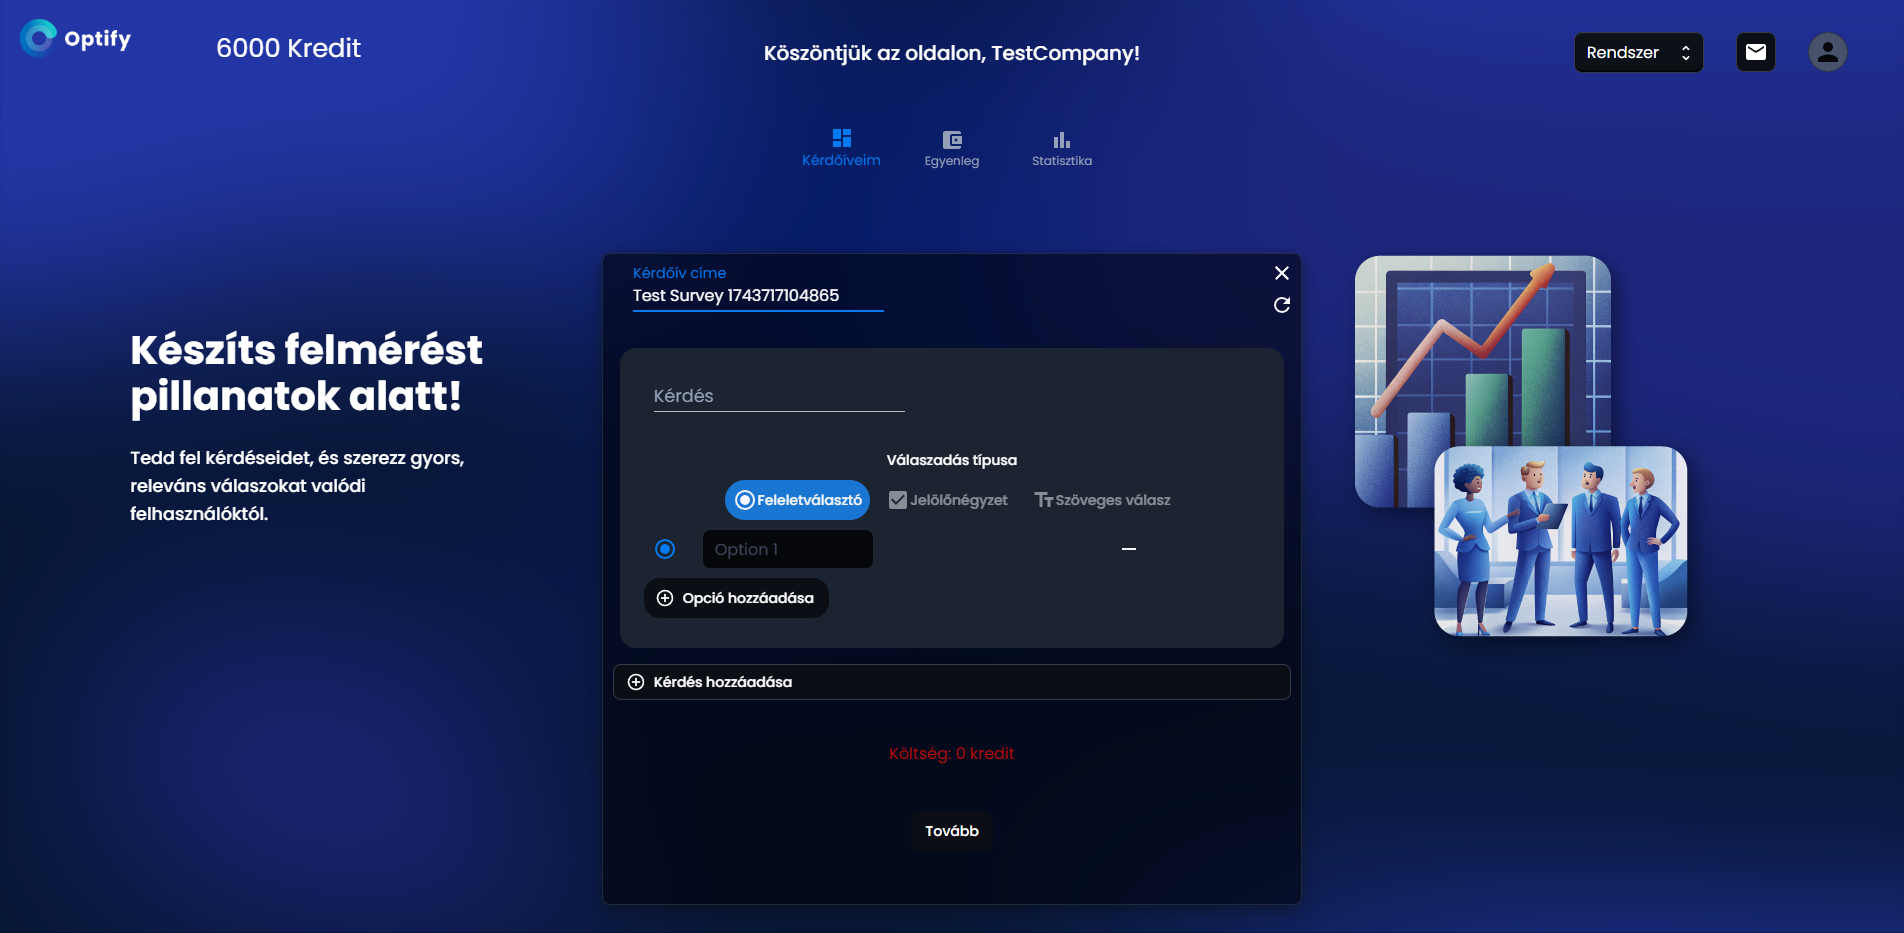 Optify
6000 Kredit
Köszöntjük az oldalon, TestCompany!
Rendszer
Kérdőíveim
Egyenleg
Statisztika
Készíts felmérést
pillanatok alatt!
Tedd fel kérdéseidet, és szerezz gyors,
releváns válaszokat valódi
felhasználóktól.
Kérdőív címe
Test Survey 1743717104865
Kérdés
Válaszadás típusa
Feleletválasztó
Jelölőnégyzet
Szöveges válasz
Option 1
Opció hozzáadása
Kérdés hozzáadása
Költség: 0 kredit
Tovább